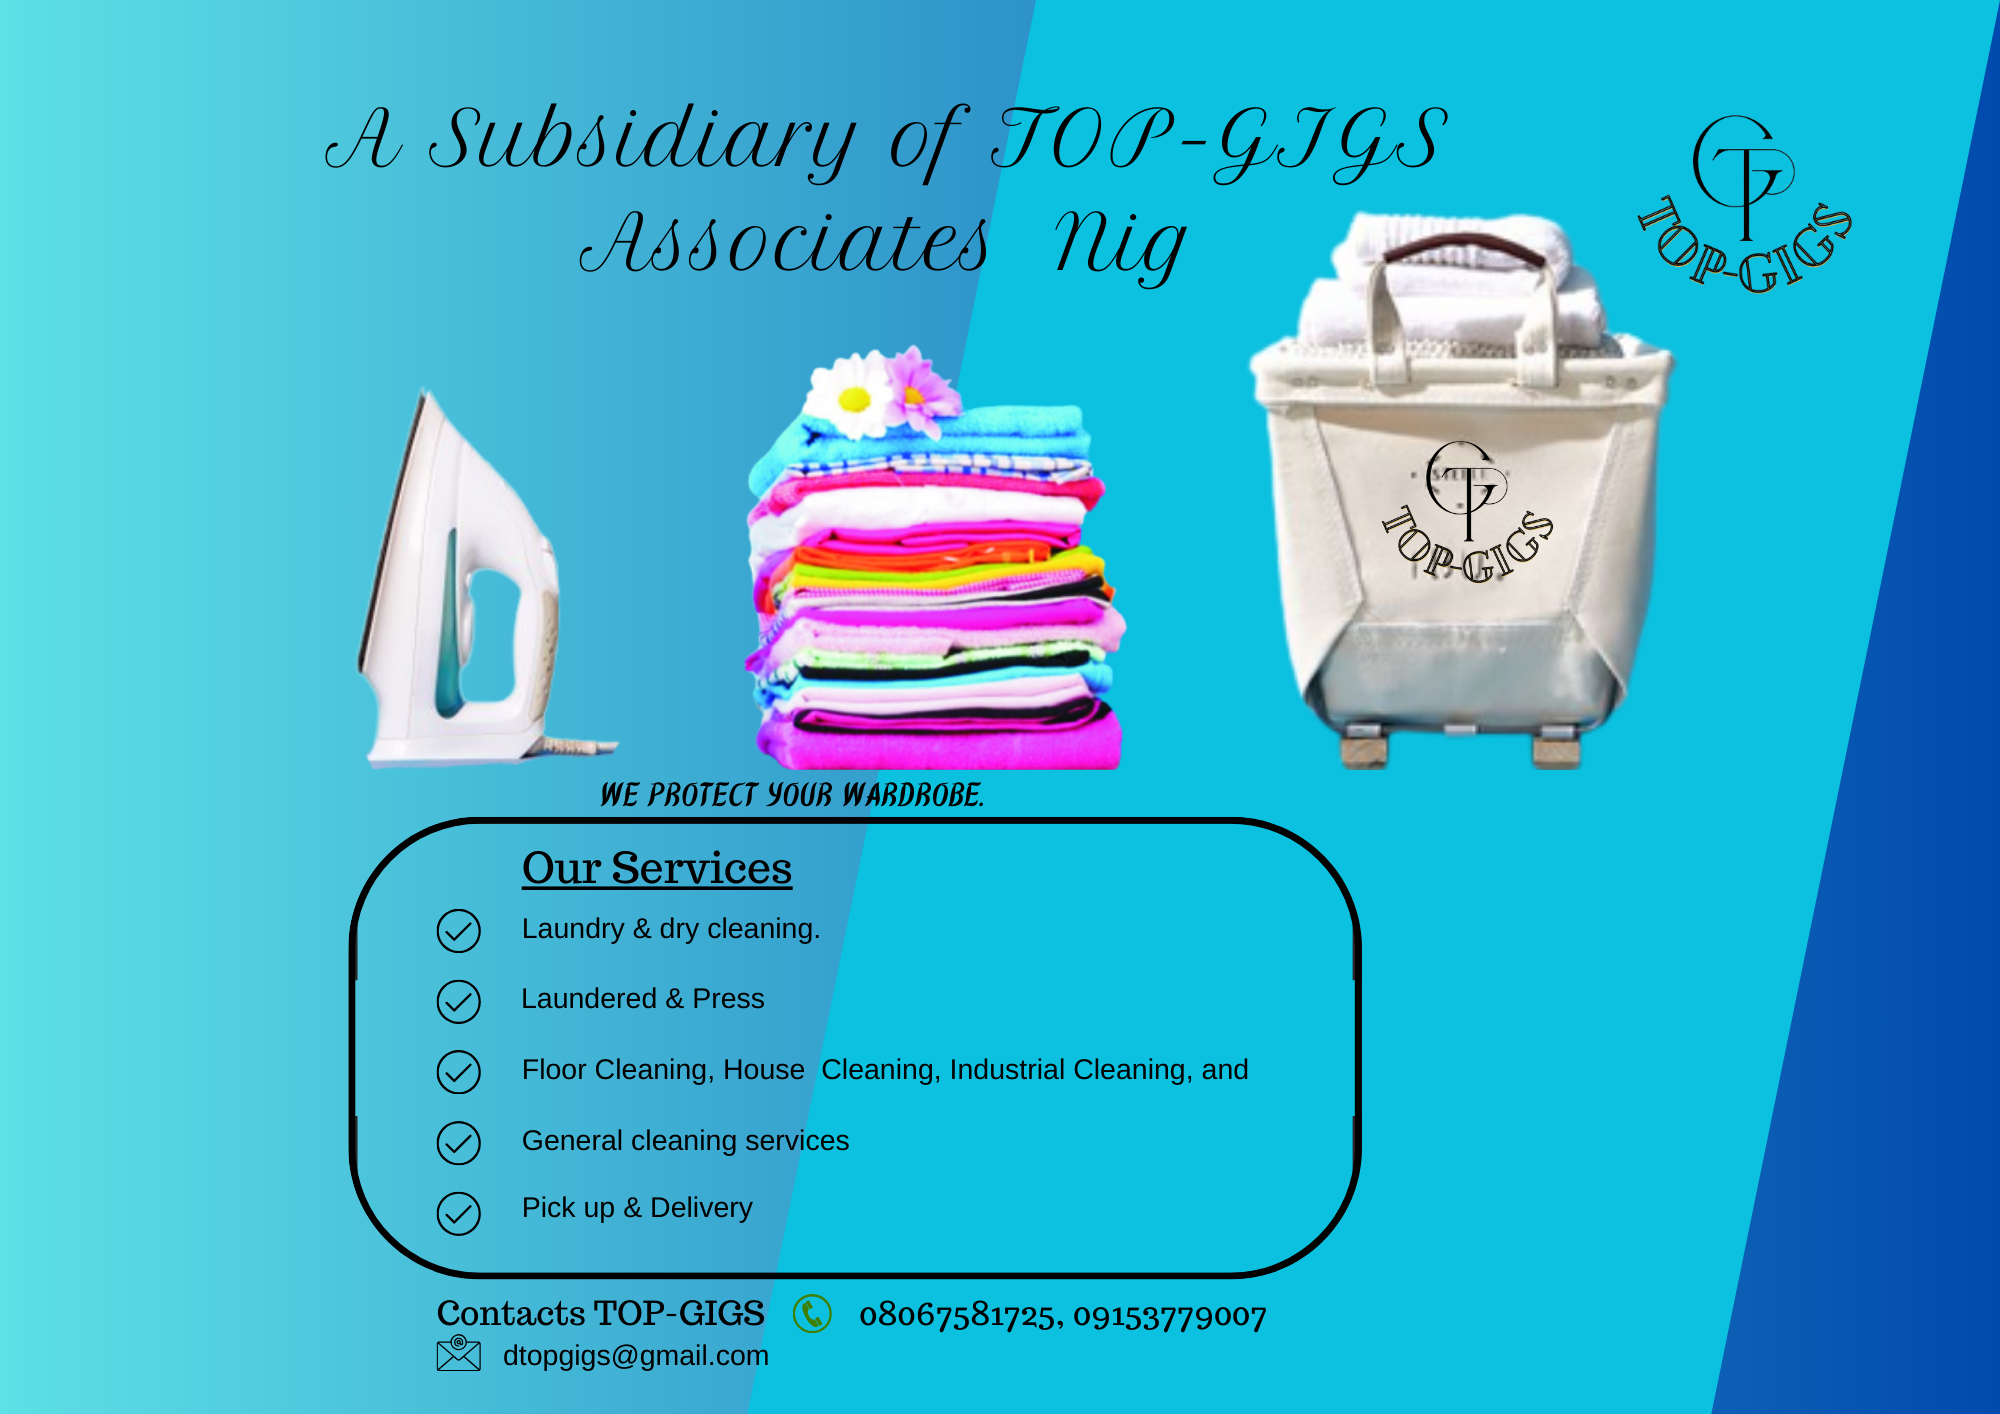 A Subsidiary of TOP-GIGS
Associates Nig
GTP
TOP-GIGS
GTP
TOP-GIGS
WE PROTECT YOUR WARDROBE.
Our Services
Laundry & dry cleaning.
Laundered & Press
Floor Cleaning, House Cleaning, Industrial Cleaning, and
General cleaning services
Pick up & Delivery
Contacts TOP-GIGS 08067581725, 09153779007
dtopgigs@gmail.com